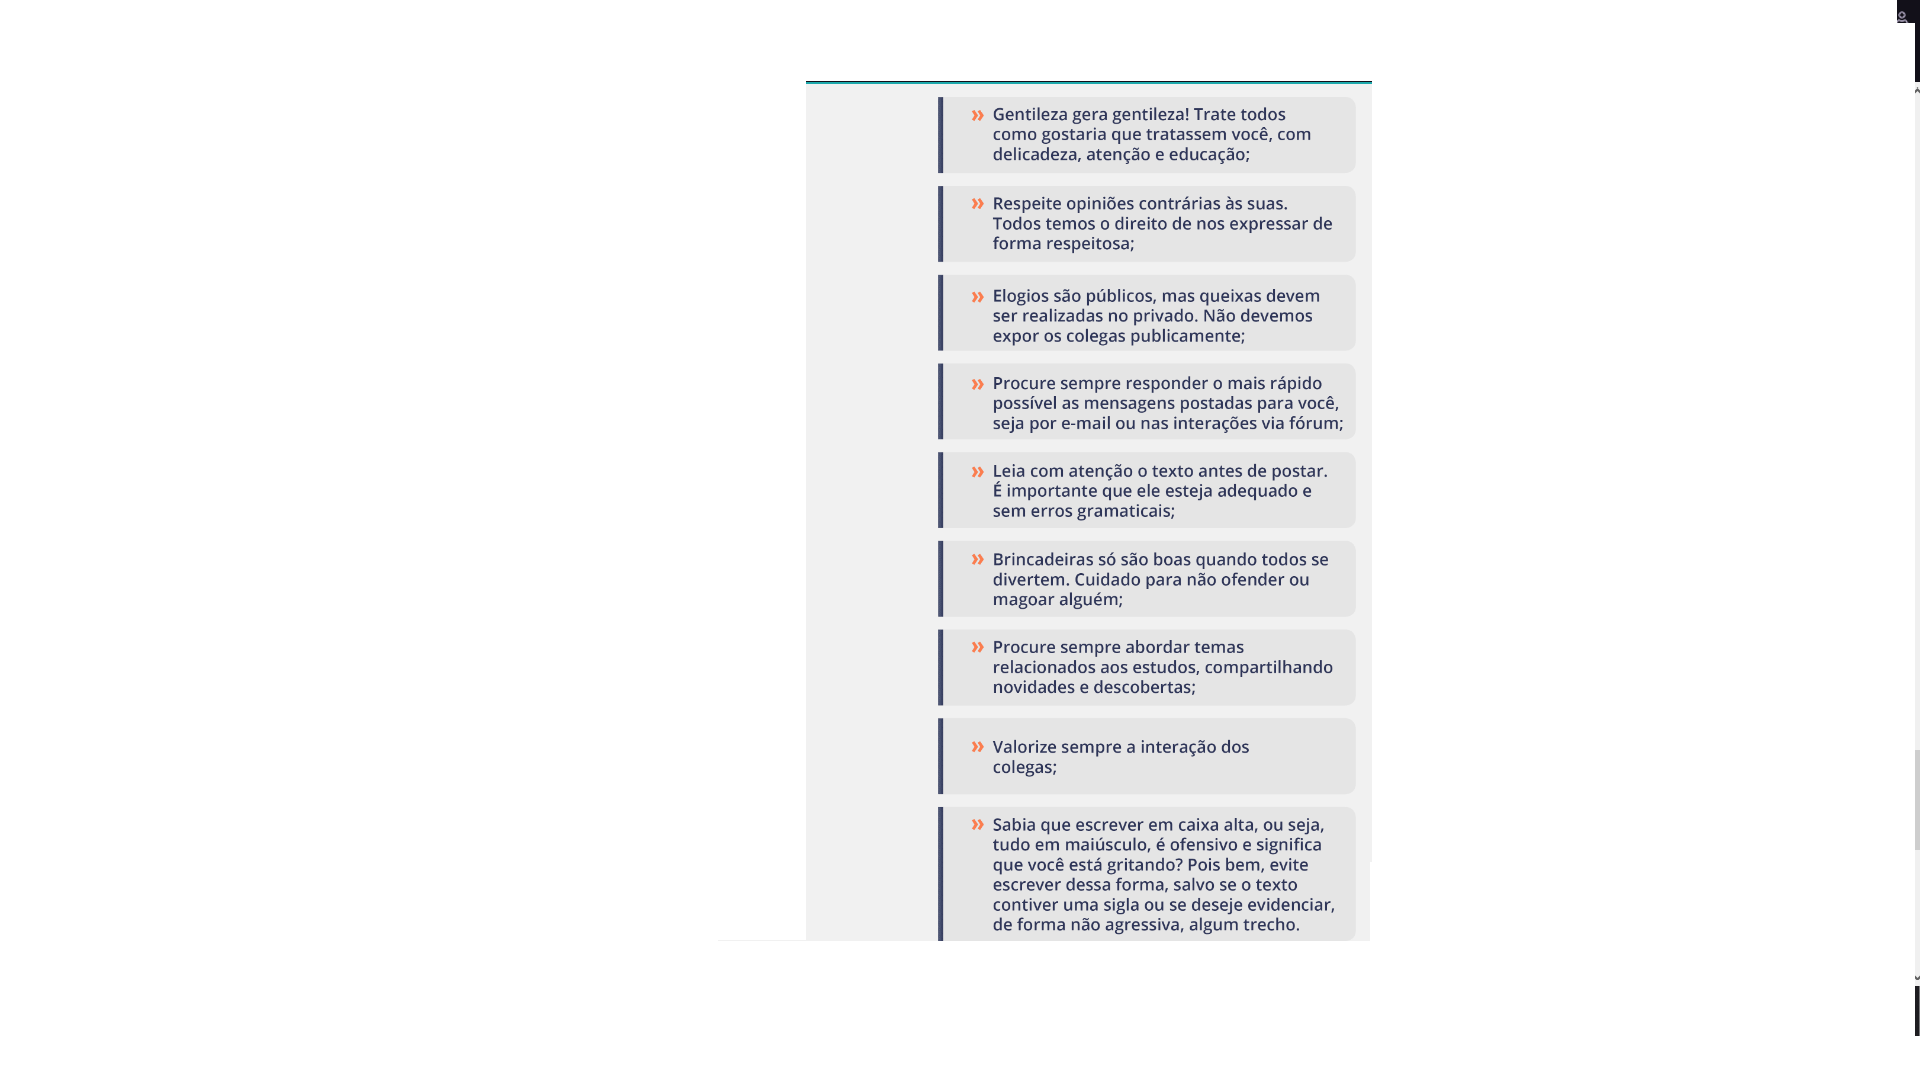 » Gentileza gera gentileza! Trate todos
como gostaria que tratassem você, com
delicadeza, atenção e educação;
» Respeite opiniões contrárias às suas.
Todos temos o direito de nos expressar de
forma respeitosa;
» Elogios são públicos, mas queixas devem
ser realizadas no privado. Não devemos
expor os colegas publicamente;
» Procure sempre responder o mais rápido
possível as mensagens postadas para você,
seja por e-mail ou nas interações via fórum;
» Leia com atenção o texto antes de postar.
É importante que ele esteja adequado e
sem erros gramaticais;
» Brincadeiras só são boas quando todos se
divertem. Cuidado para não ofender ou
magoar alguém;
» Procure sempre abordar temas
relacionados aos estudos, compartilhando
novidades e descobertas;
» Valorize sempre a interação dos
colegas;
» Sabia que escrever em caixa alta, ou seja,
tudo em maiúsculo, é ofensivo e significa
que você está gritando? Pois bem, evite
escrever dessa forma, salvo se o texto
contiver uma sigla ou se deseje evidenciar,
de forma não agressiva, algum trecho.